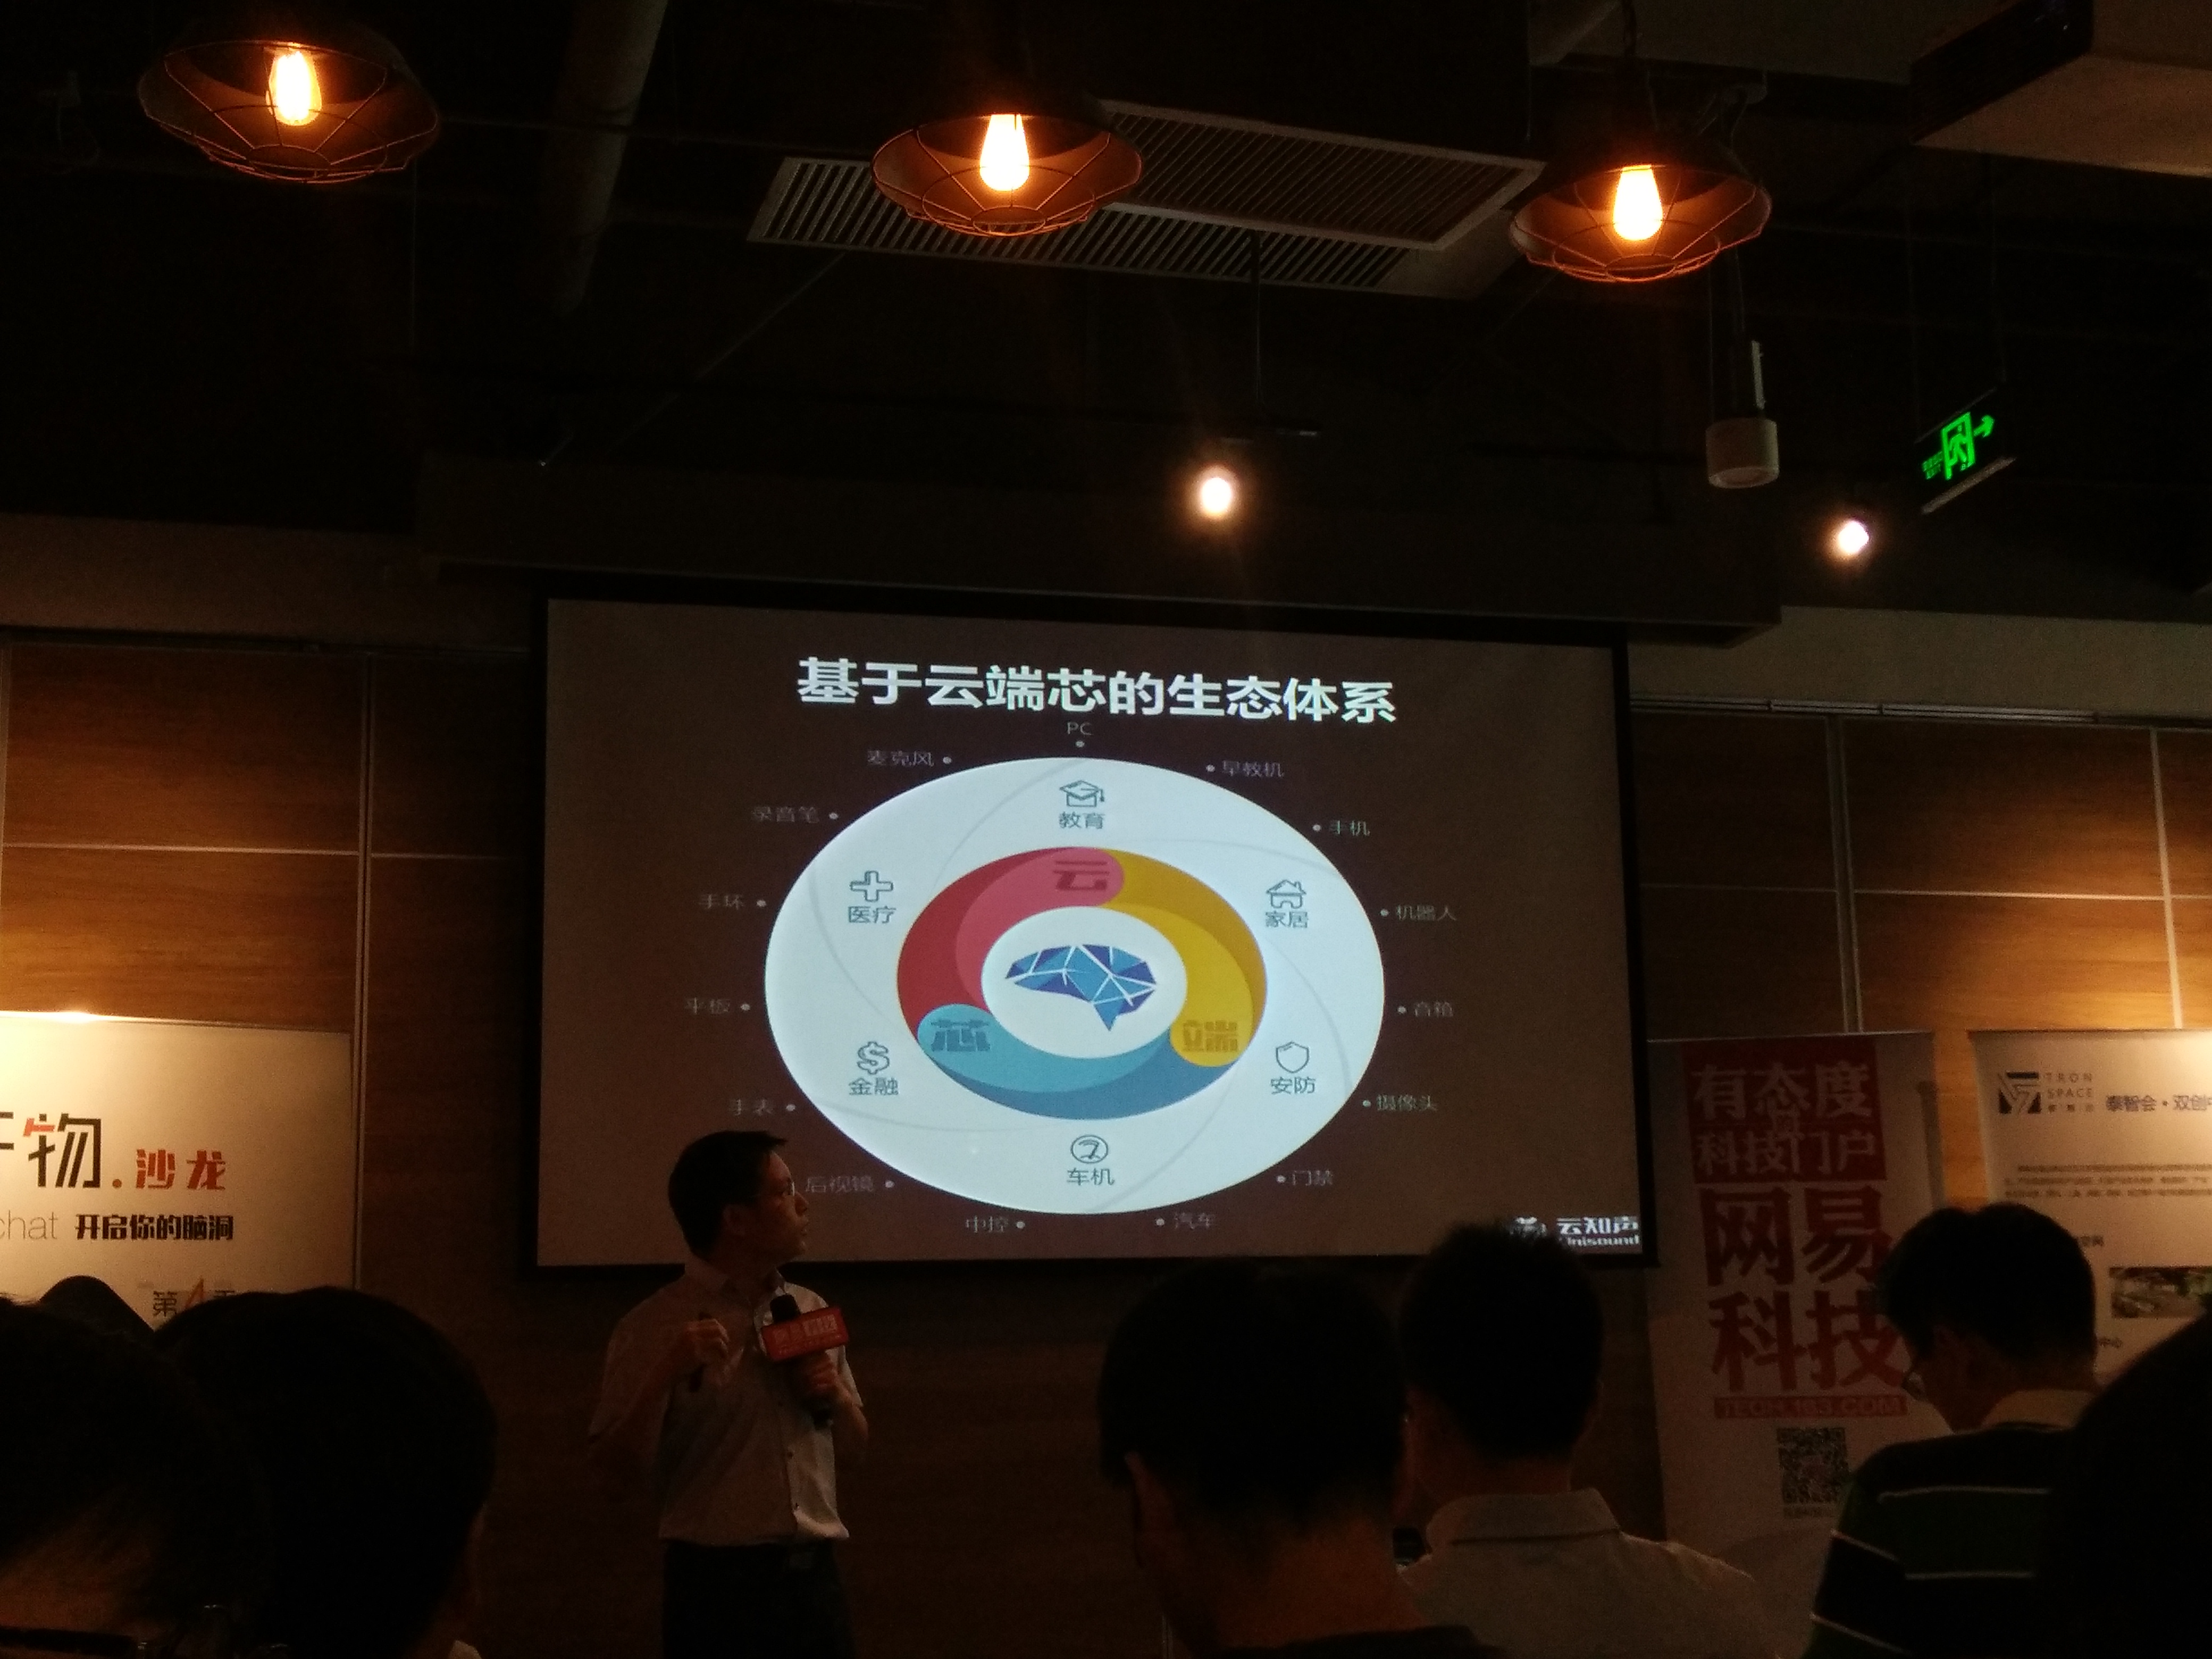 基于云端芯的生态体系
PC
麦克风
早教机
录音笔
手机
教育
云
手环
医疗
家居
机器人
平板
芯
端
音箱
金融
安防
手表
摄像头
车机
后视镜
门禁
中控
汽车
云知声
Unisound
物.沙龙
chat 开启你的脑洞
第4季
有态度
科技门户
网易
科技
TECH.163.COM
TRON
SPACE
泰智会·双创中